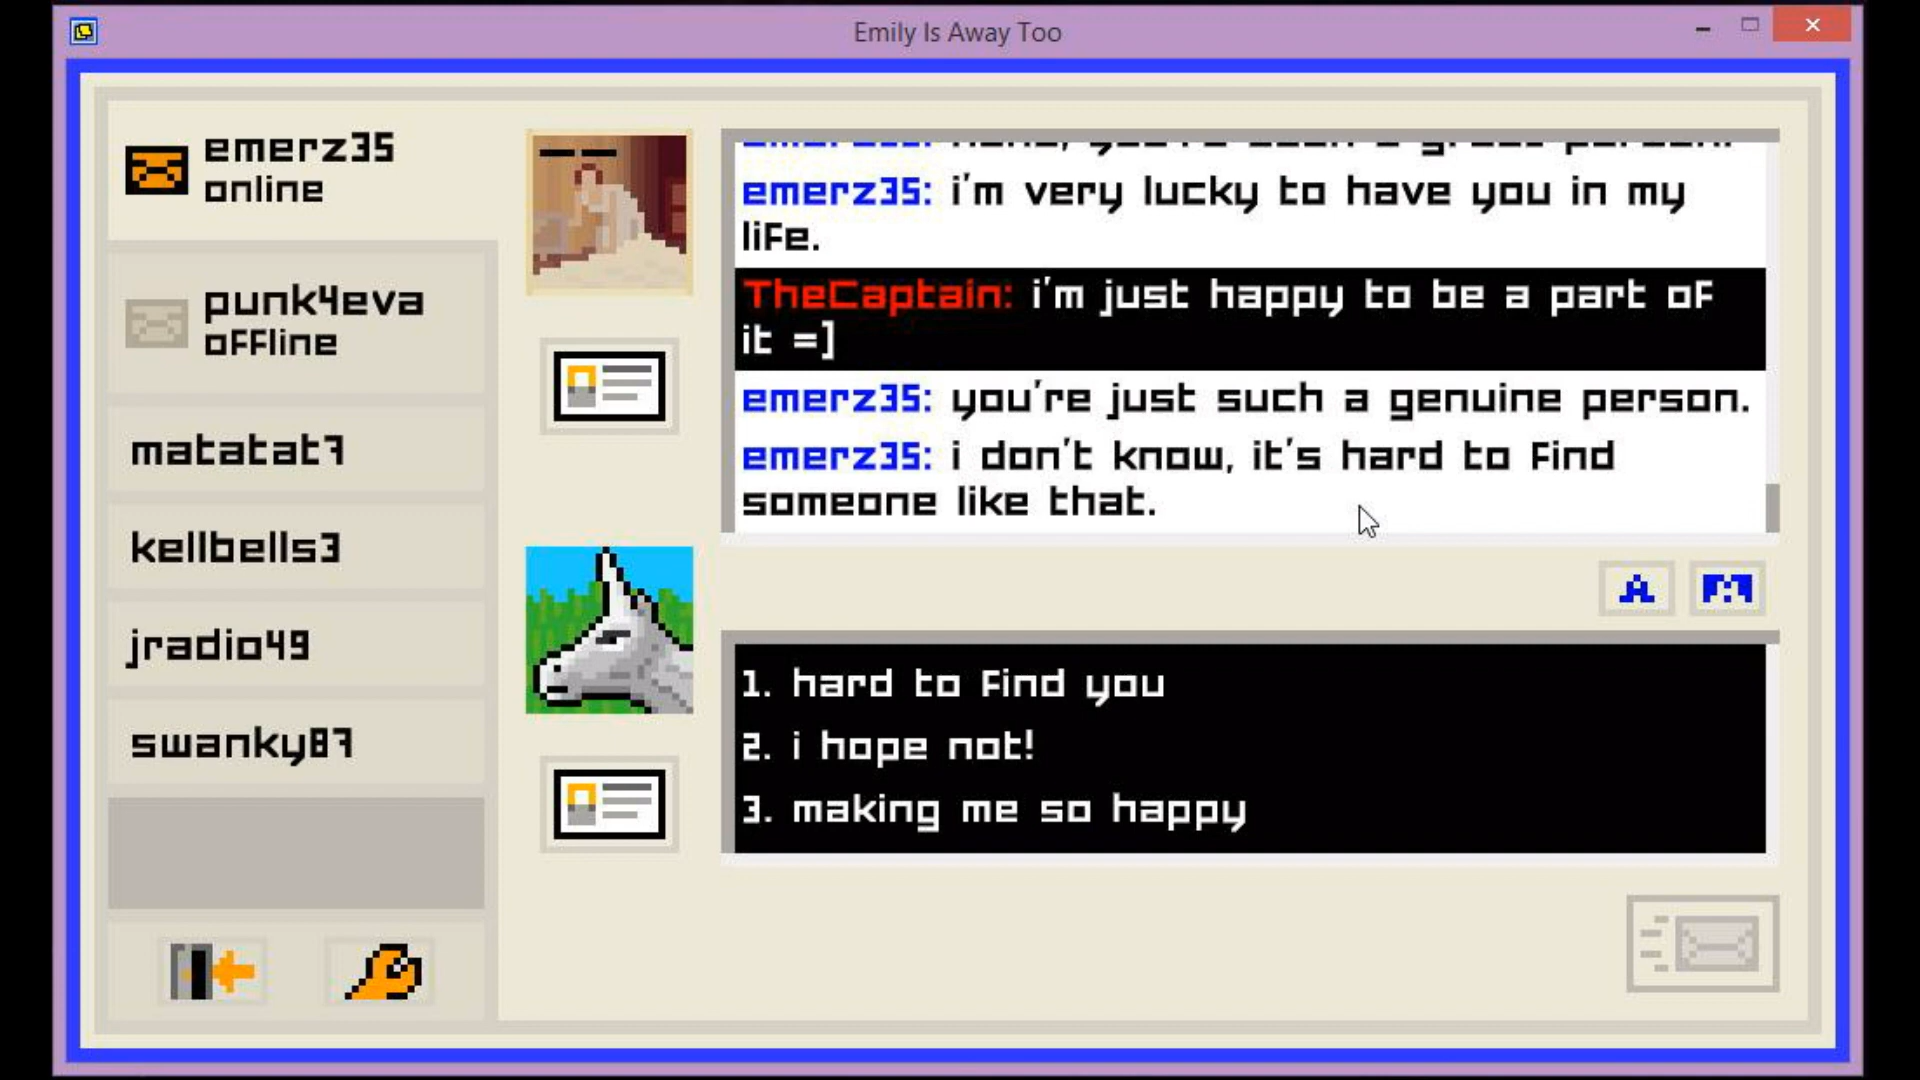 Emily Is Away Too
emerz35
online
punk4eva
offline
matatat7
kellbells3
jradio49
swanky87
emerz35: i'm very lucky to have you in my
life.
TheCaptain: i'm just happy to be a part of
it =]
emerz35: you're just such a genuine person.
emerz35: i don't know, it's hard to find
someone like that.
A
1. hard to find you
2. i hope not!
3. making me so happy